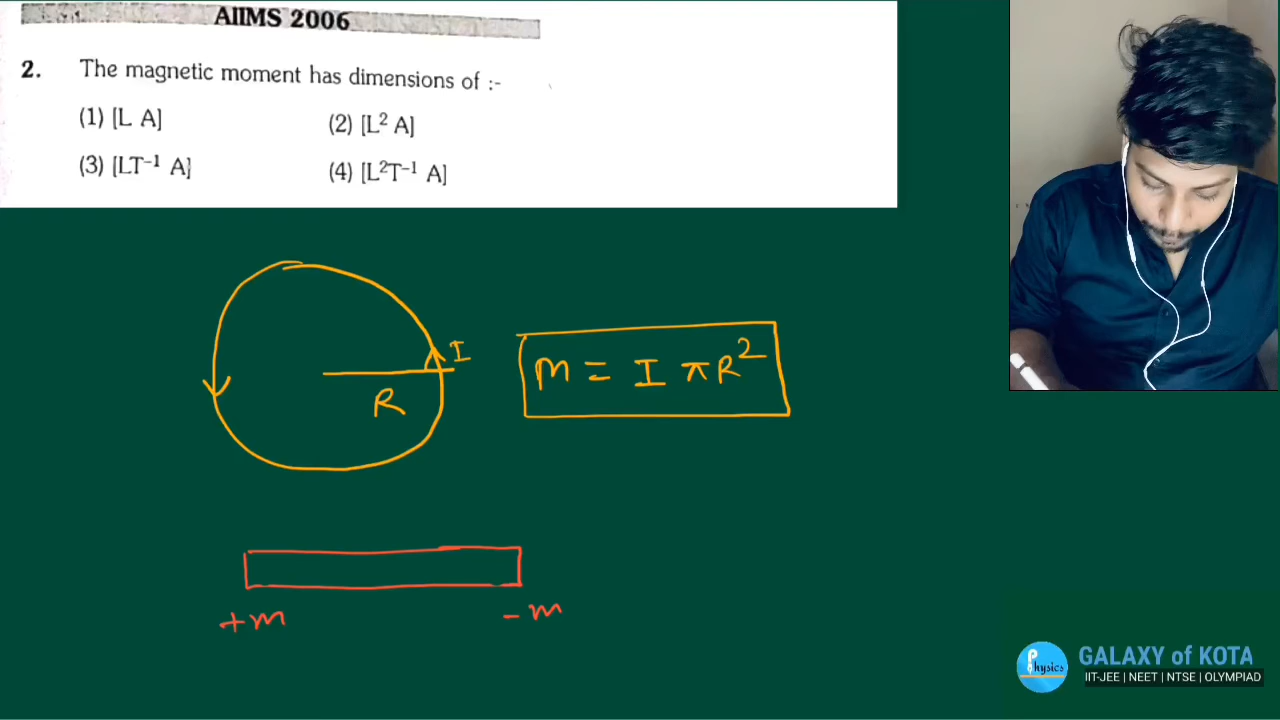 AIIMS 2006
2. The magnetic moment has dimensions of :-
(1) [L A] (2) [L² A]
(3) [LT⁻¹ A] (4) [L²T⁻¹ A]
I
R
m = I πR²
+m -m
Physics
GALAXY of KOTA
IIT-JEE | NEET | NTSE | OLYMPIAD